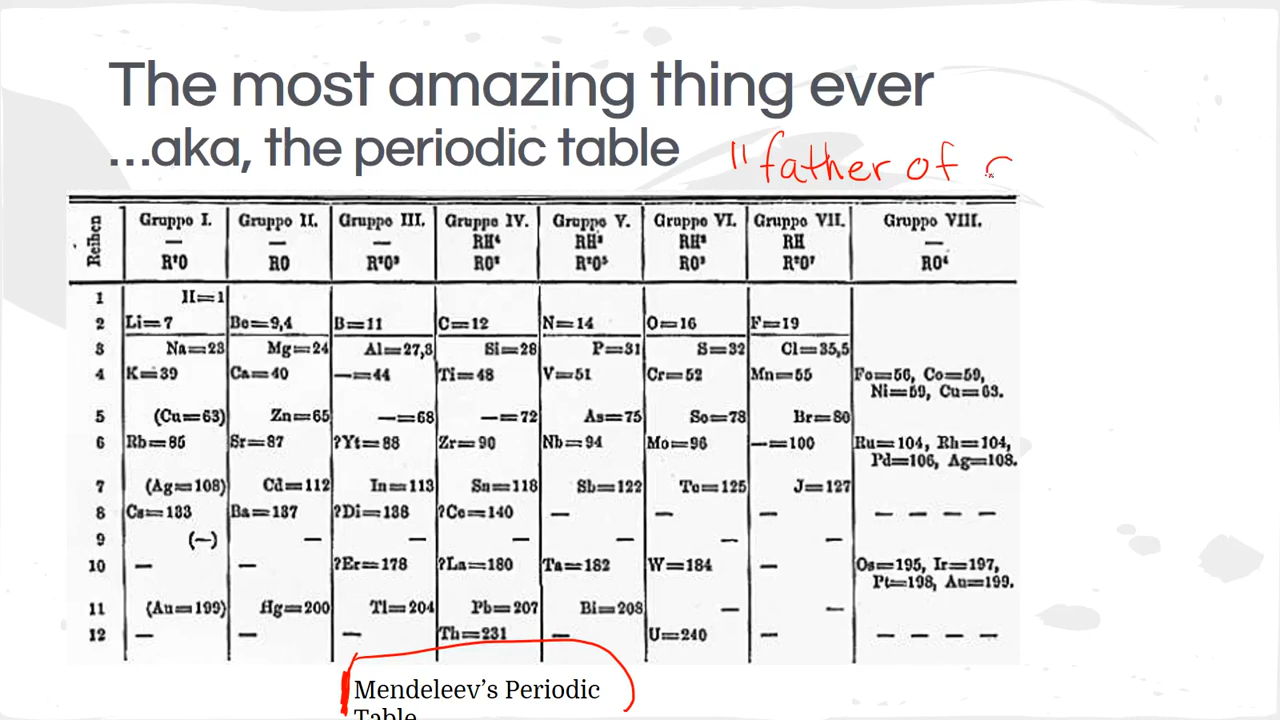 The most amazing thing ever
...aka, the periodic table
"father of
Reihen Gruppo I. Gruppo II. Gruppo III. Gruppo IV. Gruppo V. Gruppo VI. Gruppo VII. Gruppo VIII.
— — — RH⁴ RH³ RH² RH —
R²O RO R²O³ RO² R²O⁵ RO³ R²O⁷ RO⁴
1 H=1
2 Li=7 Be=9,4 B=11 C=12 N=14 O=16 F=19
3 Na=23 Mg=24 Al=27,3 Si=28 P=31 S=32 Cl=35,5
4 K=39 Ca=40 —=44 Ti=48 V=51 Cr=52 Mn=55 Fo=56, Co=59,
Ni=59, Cu=63.
5 (Cu=63) Zn=65 —=68 —=72 As=75 So=78 Br=80
6 Rb=85 Sr=87 ?Yt=88 Zr=90 Nb=94 Mo=96 —=100 Ru=104, Rh=104,
Pd=106, Ag=108.
7 (Ag=108) Cd=112 In=113 Sn=118 Sb=122 To=125 J=127
8 Cs=133 Ba=137 ?Di=138 ?Co=140 — — — — — — —
9 (—) — — — — — —
10 — — ?Er=178 ?La=180 Ta=182 W=184 — Os=195, Ir=197,
Pt=198, Au=199.
11 (Au=199) Hg=200 Tl=204 Pb=207 Bi=208 — —
12 — — — Th=231 — U=240 — — — — —
Mendeleev's Periodic
Table